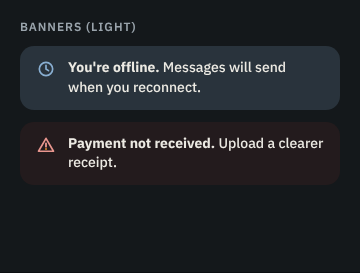 BANNERS (LIGHT)
You're offline. Messages will send
when you reconnect.
Payment not received. Upload a clearer
receipt.